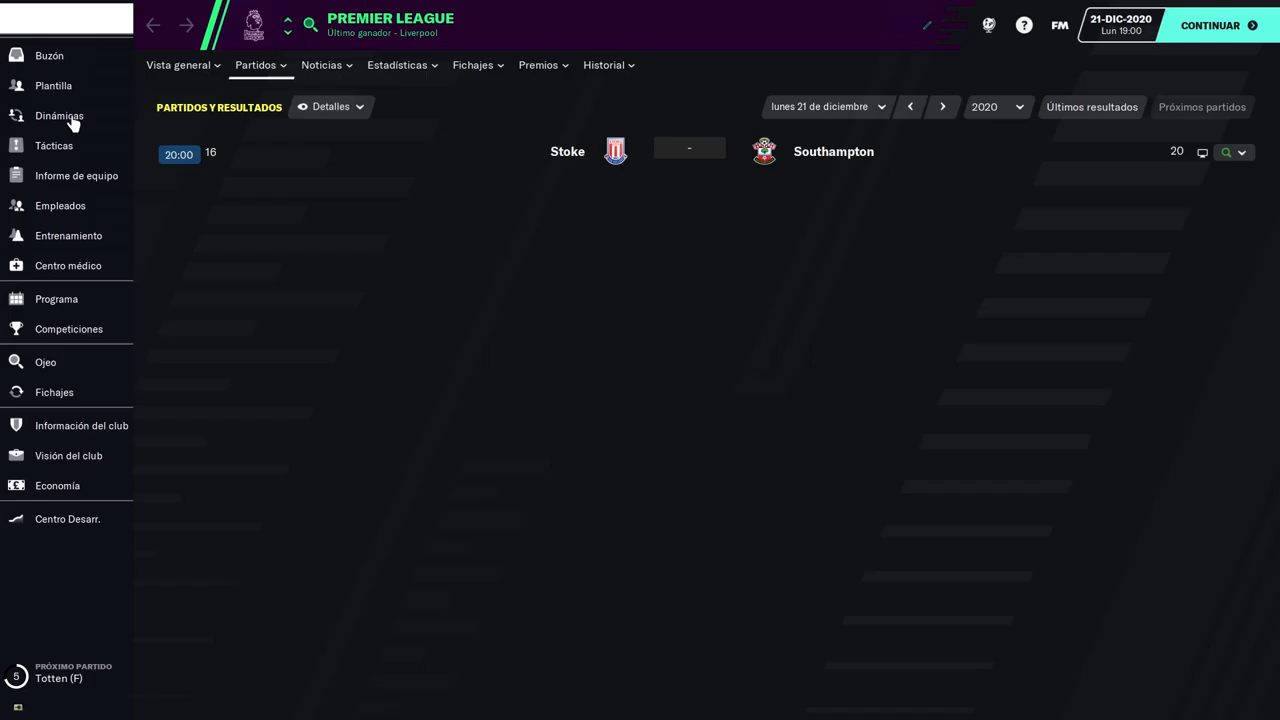 PREMIER LEAGUE
Último ganador - Liverpool
FM
21-DIC-2020
Lun 19:00
CONTINUAR
Buzón
Plantilla
Dinámicas
Tácticas
Informe de equipo
Empleados
Entrenamiento
Centro médico
Programa
Competiciones
Ojeo
Fichajes
Información del club
Visión del club
Economía
Centro Desarr.
5
PRÓXIMO PARTIDO
Totten (F)
Vista general
Partidos
Noticias
Estadísticas
Fichajes
Premios
Historial
PARTIDOS Y RESULTADOS
Detalles
lunes 21 de diciembre
2020
Últimos resultados
Próximos partidos
20:00 16 Stoke - Southampton 20